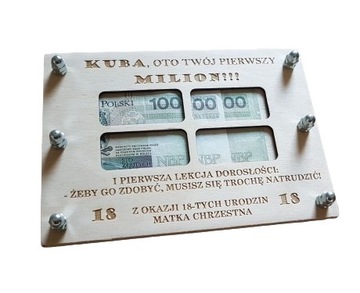 KUBA, OTO TWÓJ PIERWSZY
MILION!!!
POLSKI 100 00 00
NBP NBP
I PIERWSZA LEKCJA DOROSŁOŚCI:
- ŻEBY GO ZDOBYĆ, MUSISZ SIĘ TROCHĘ NATRUDZIĆ!
18 Z OKAZJI 18-TYCH URODZIN 18
MATKA CHRZESTNA